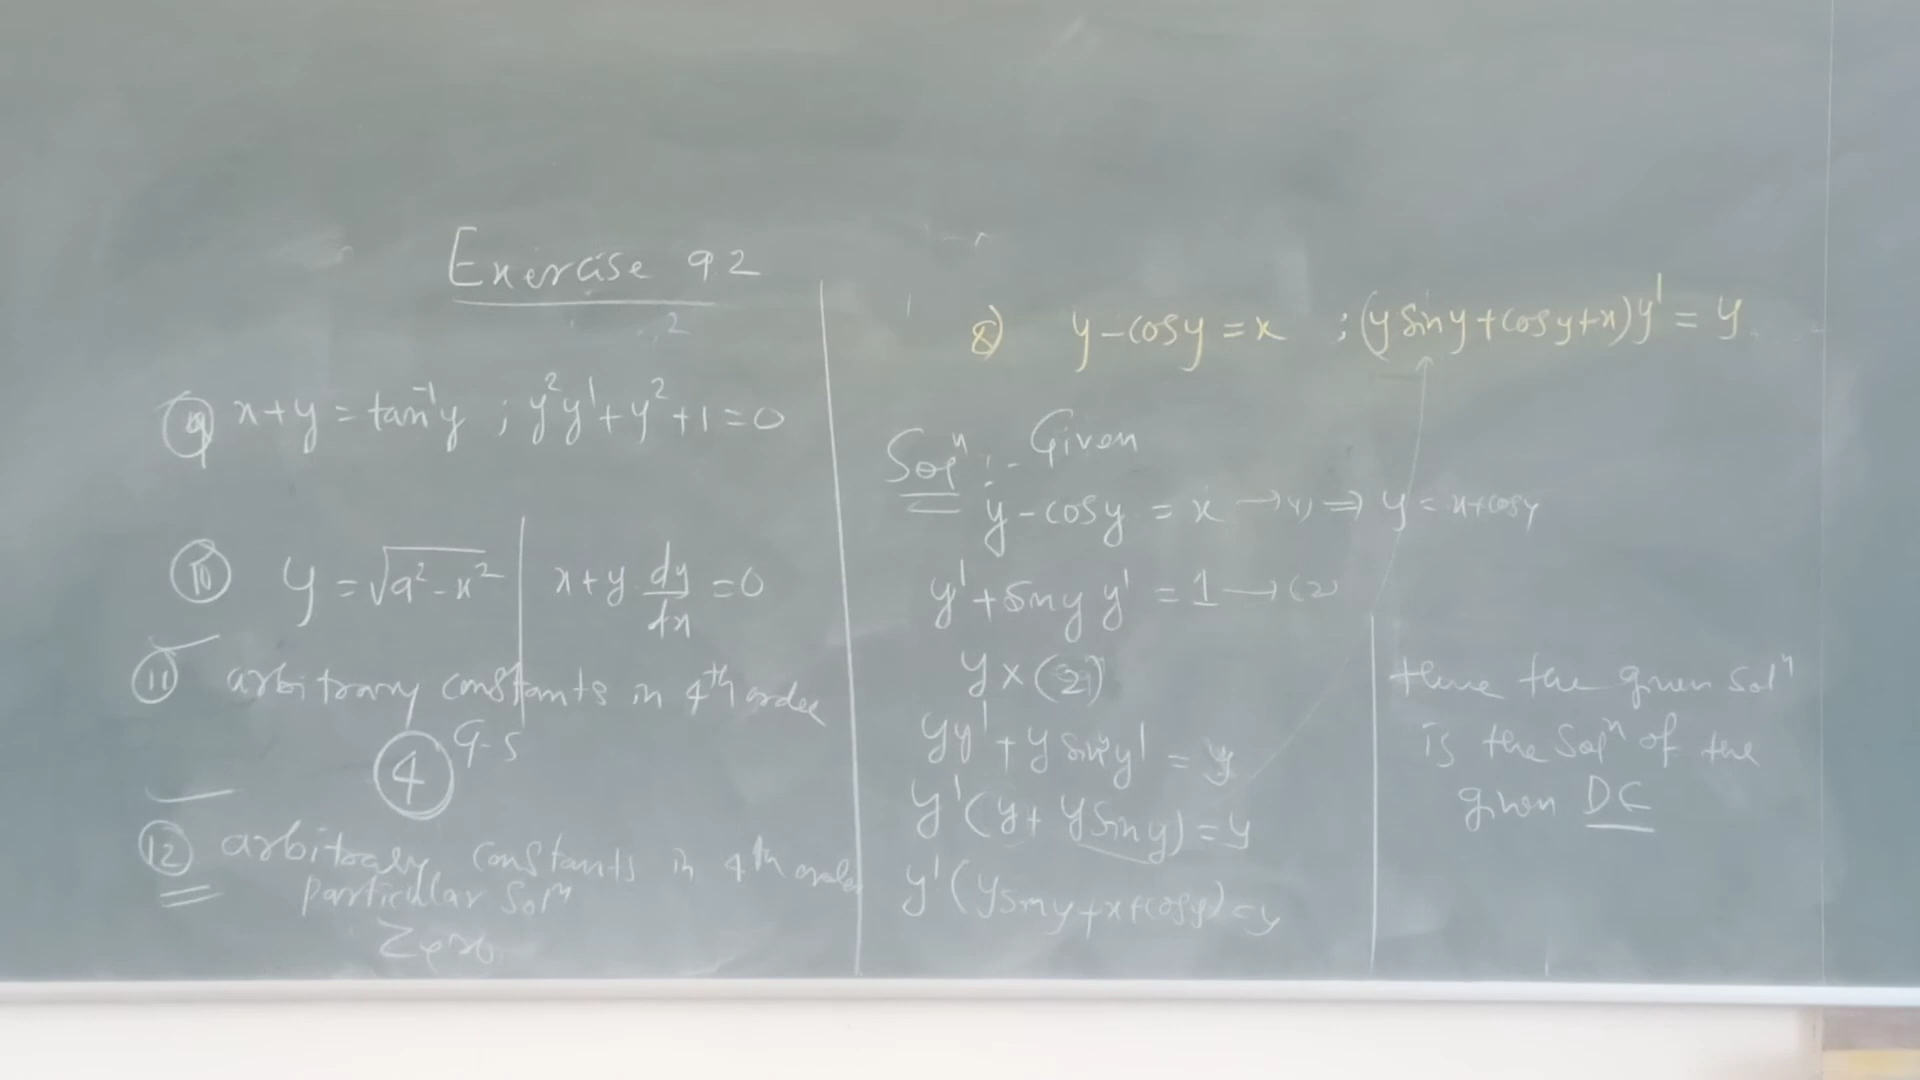 Exercise 9.2
9 x+y = tan⁻¹y ; y²y' + y² + 1 = 0
10 y = √a²-x² | x+y dy/dx = 0
11 arbitrary constants in 4th order
4 G-S
12 arbitrary constants in 4th order
particular Solⁿ
Zero
8) y-cosy = x ; (y siny + cosy + x)y' = y
Solⁿ :- Given
y-cosy = x → (1) ⇒ y = x+cosy
y' + siny y' = 1 → (2)
y × (2)
yy' + y siny y' = y
y'(y + y siny) = y
y'(y siny + x + cosy) = y
Hence the given Solⁿ
is the Solⁿ of the
given DE